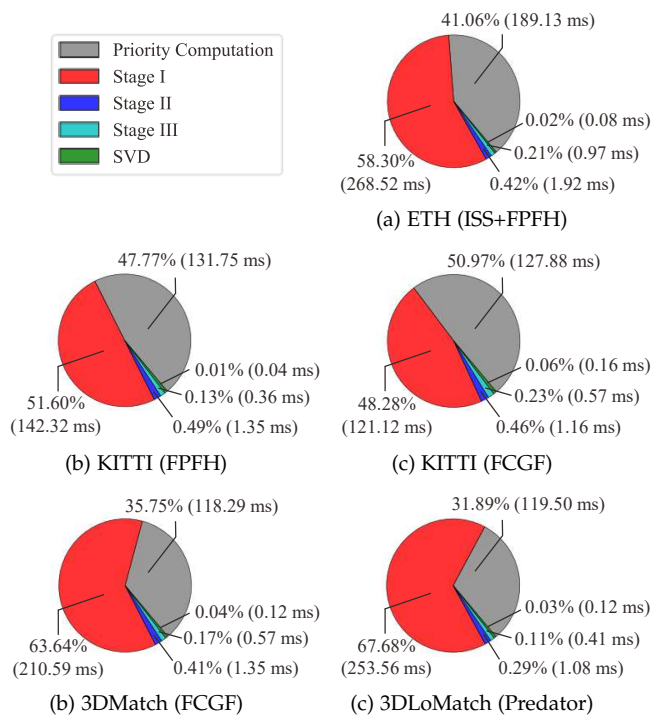 Priority Computation
Stage I
Stage II
Stage III
SVD
41.06% (189.13 ms)
0.02% (0.08 ms)
0.21% (0.97 ms)
0.42% (1.92 ms)
58.30%
(268.52 ms)
(a) ETH (ISS+FPFH)
47.77% (131.75 ms)
0.01% (0.04 ms)
0.13% (0.36 ms)
0.49% (1.35 ms)
51.60%
(142.32 ms)
(b) KITTI (FPFH)
50.97% (127.88 ms)
0.06% (0.16 ms)
0.23% (0.57 ms)
0.46% (1.16 ms)
48.28%
(121.12 ms)
(c) KITTI (FCGF)
35.75% (118.29 ms)
0.04% (0.12 ms)
0.17% (0.57 ms)
0.41% (1.35 ms)
63.64%
(210.59 ms)
(b) 3DMatch (FCGF)
31.89% (119.50 ms)
0.03% (0.12 ms)
0.11% (0.41 ms)
0.29% (1.08 ms)
67.68%
(253.56 ms)
(c) 3DLoMatch (Predator)